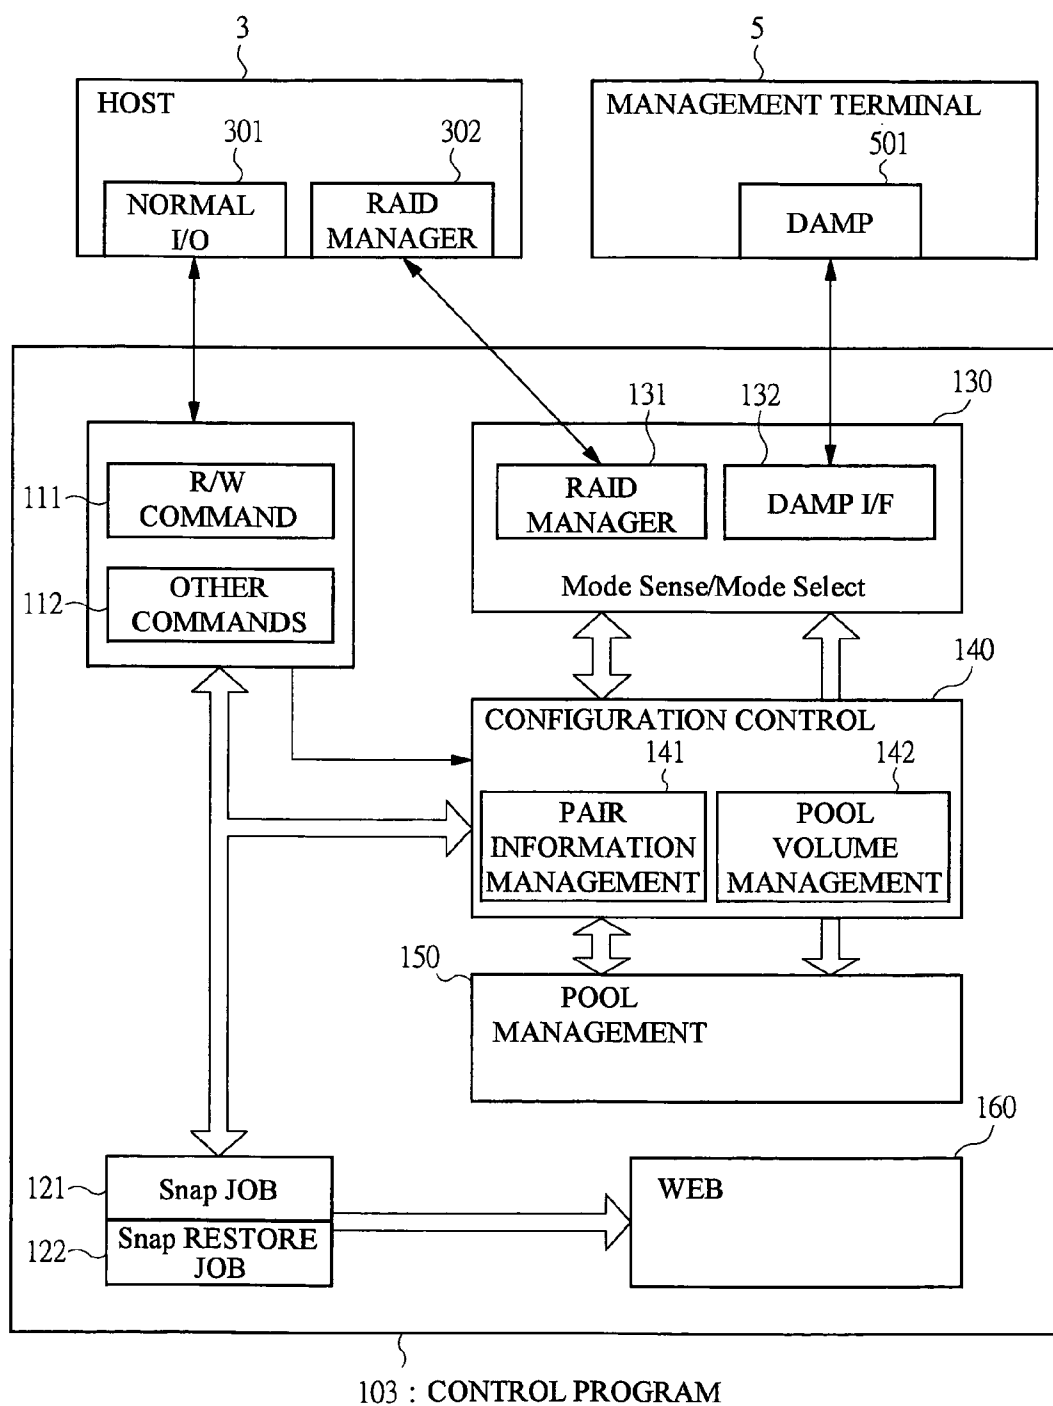 3
5
HOST
MANAGEMENT TERMINAL
301
302
501
NORMAL
I/O
RAID
MANAGER
DAMP
131
132
130
111
R/W
COMMAND
RAID
MANAGER
DAMP I/F
112
OTHER
COMMANDS
Mode Sense/Mode Select
140
CONFIGURATION CONTROL
141
142
PAIR
INFORMATION
MANAGEMENT
POOL
VOLUME
MANAGEMENT
150
POOL
MANAGEMENT
160
121
Snap JOB
WEB
122
Snap RESTORE
JOB
103 : CONTROL PROGRAM